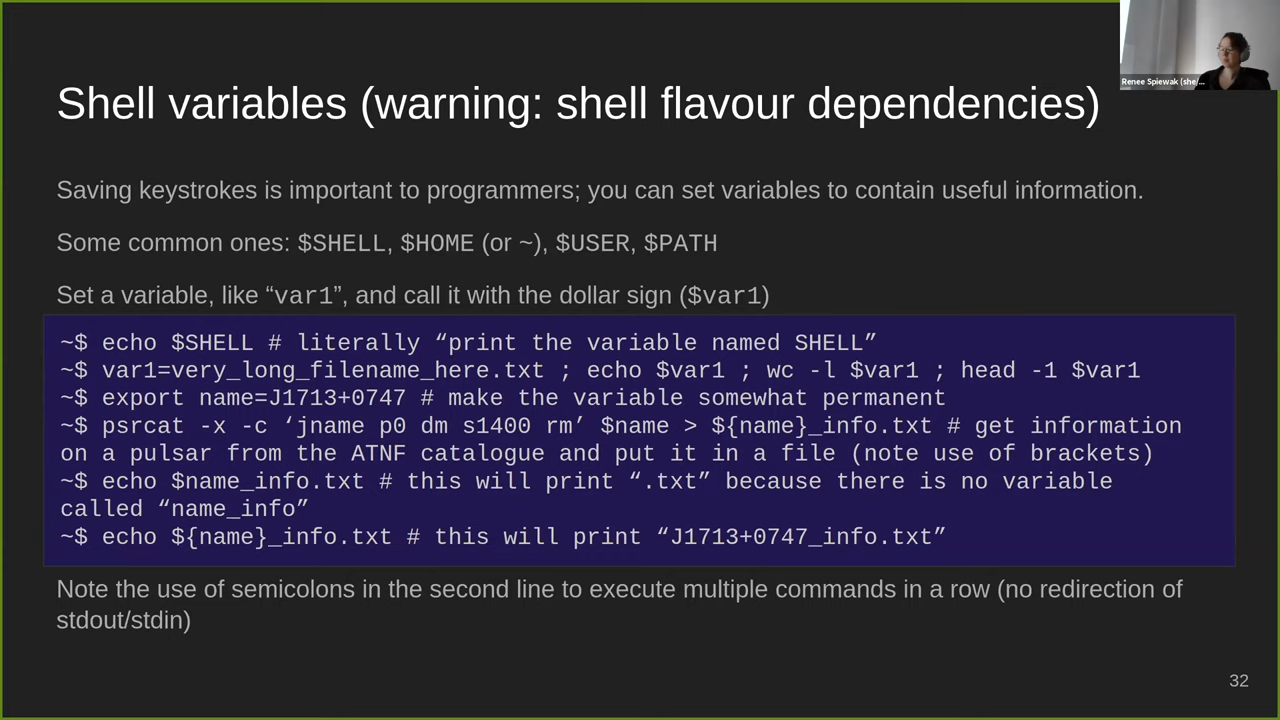 Renee Spiewak (she/...
Shell variables (warning: shell flavour dependencies)
Saving keystrokes is important to programmers; you can set variables to contain useful information.
Some common ones: $SHELL, $HOME (or ~), $USER, $PATH
Set a variable, like “var1”, and call it with the dollar sign ($var1)
~$ echo $SHELL # literally “print the variable named SHELL”
~$ var1=very_long_filename_here.txt ; echo $var1 ; wc -l $var1 ; head -1 $var1
~$ export name=J1713+0747 # make the variable somewhat permanent
~$ psrcat -x -c ‘jname p0 dm s1400 rm’ $name > ${name}_info.txt # get information
on a pulsar from the ATNF catalogue and put it in a file (note use of brackets)
~$ echo $name_info.txt # this will print “.txt” because there is no variable
called “name_info”
~$ echo ${name}_info.txt # this will print “J1713+0747_info.txt”
Note the use of semicolons in the second line to execute multiple commands in a row (no redirection of
stdout/stdin)
32